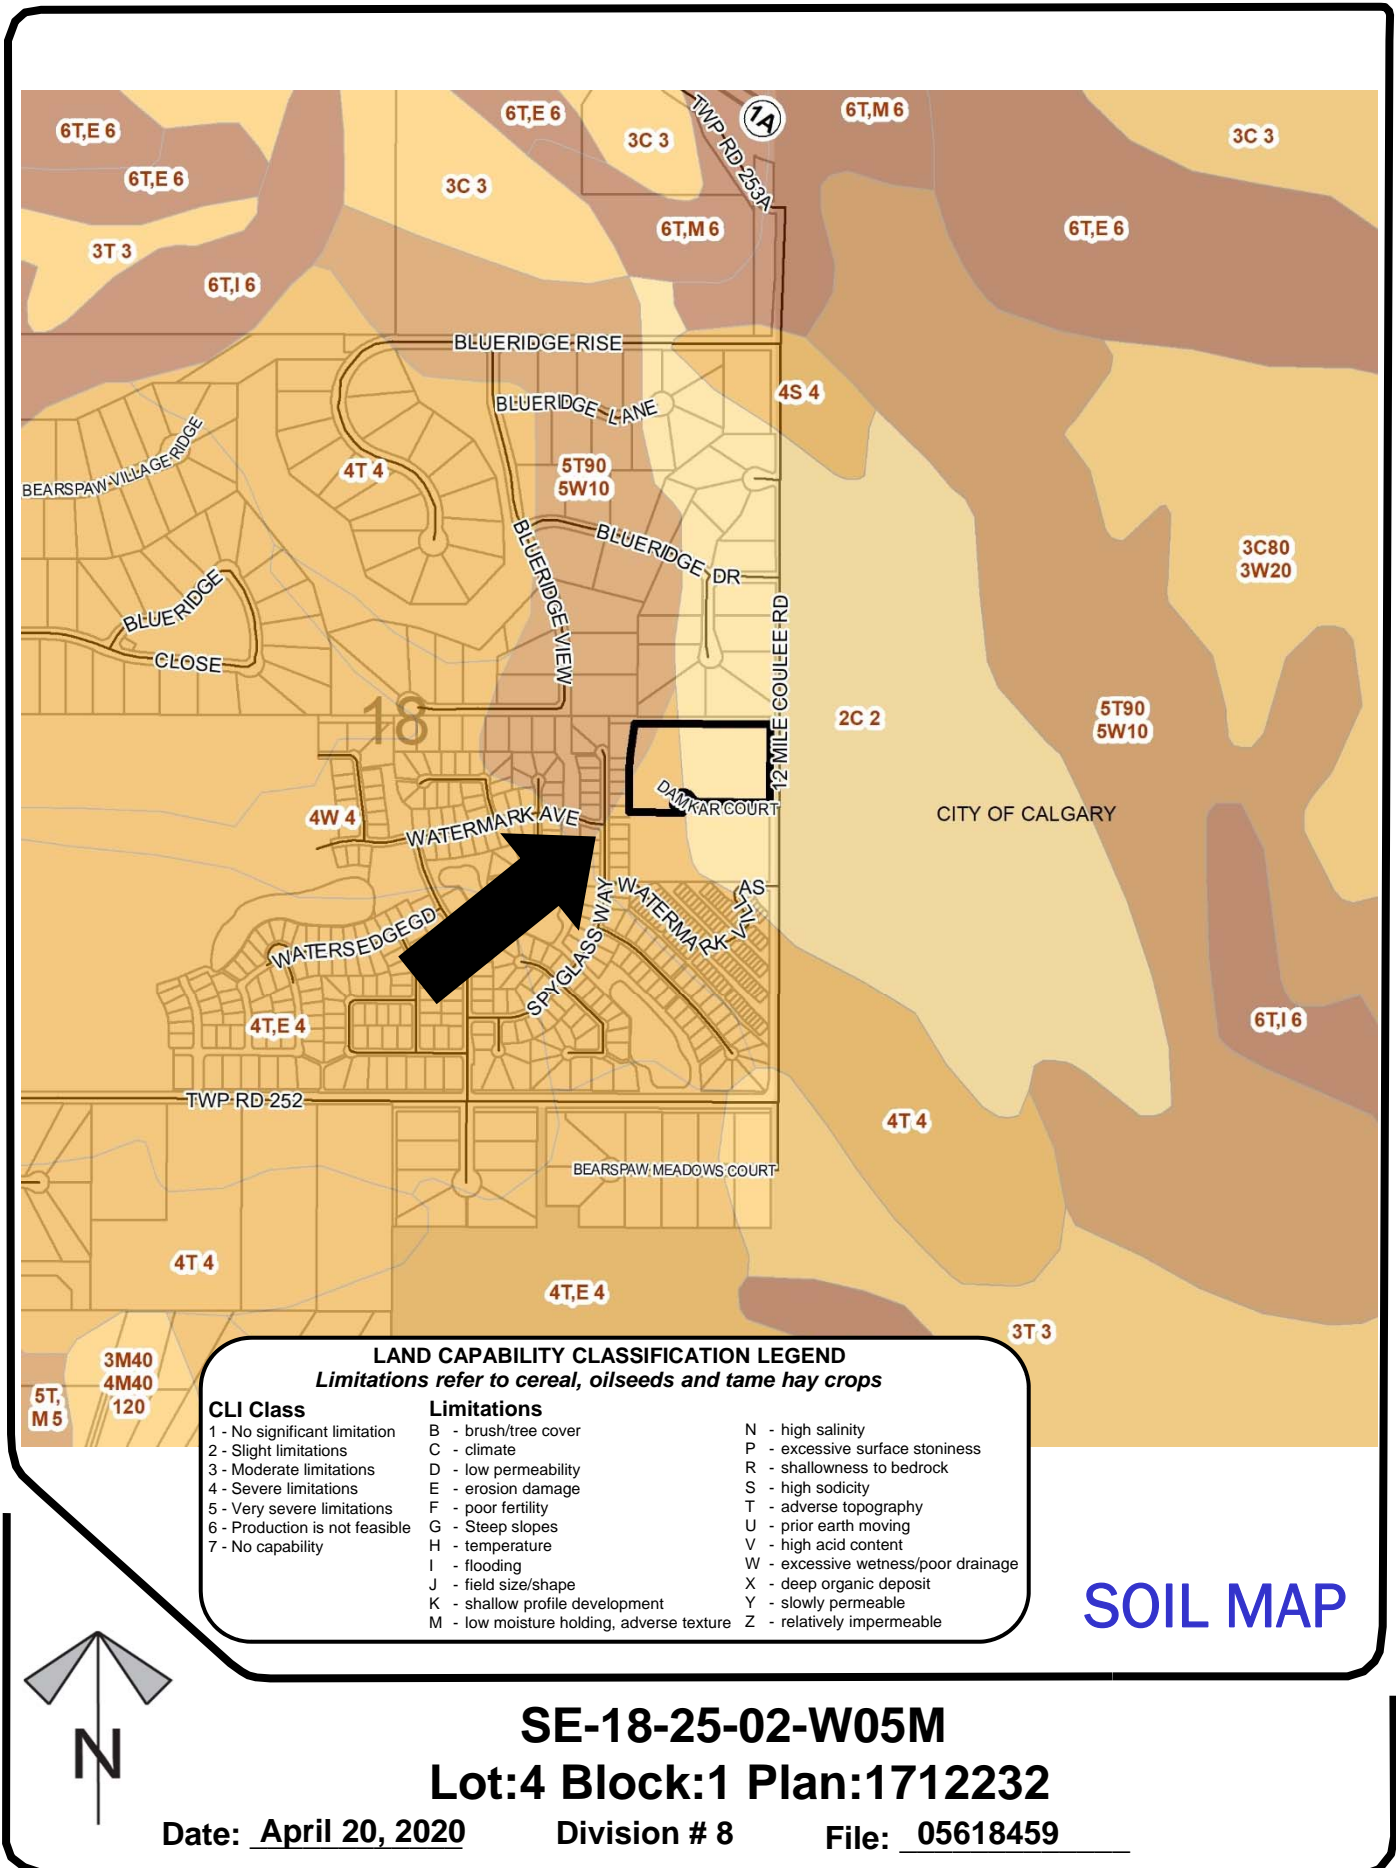 6T,E 6
6T,E 6
3C 3
TWP RD 253A
1A
6T,M 6
3C 3
6T,E 6
3C 3
3T 3
6T,M 6
6T,E 6
6T,I 6
BLUERIDGE RISE
4S 4
BLUERIDGE LANE
BEARSPAW VILLAGE RIDGE
4T 4
5T90
5W10
BLUERIDGE VIEW
BLUERIDGE DR
3C80
3W20
BLUERIDGE
CLOSE
12 MILE COULEE RD
18
2C 2
5T90
5W10
DAMKAR COURT
4W 4
WATERMARK AVE
CITY OF CALGARY
WATERMARK VILLAS
WATERSEDGEGD
SPYGLASS WAY
4T,E 4
6T,I 6
TWP RD 252
4T 4
BEARSPAW MEADOWS COURT
4T 4
4T,E 4
3T 3
3M40
4M40
120
5T,
M 5
LAND CAPABILITY CLASSIFICATION LEGEND
Limitations refer to cereal, oilseeds and tame hay crops
CLI Class
1 - No significant limitation
2 - Slight limitations
3 - Moderate limitations
4 - Severe limitations
5 - Very severe limitations
6 - Production is not feasible
7 - No capability
Limitations
B - brush/tree cover
C - climate
D - low permeability
E - erosion damage
F - poor fertility
G - Steep slopes
H - temperature
I - flooding
J - field size/shape
K - shallow profile development
M - low moisture holding, adverse texture
N - high salinity
P - excessive surface stoniness
R - shallowness to bedrock
S - high sodicity
T - adverse topography
U - prior earth moving
V - high acid content
W - excessive wetness/poor drainage
X - deep organic deposit
Y - slowly permeable
Z - relatively impermeable
SOIL MAP
N
SE-18-25-02-W05M
Lot:4 Block:1 Plan:1712232
Date: April 20, 2020 Division # 8 File: 05618459